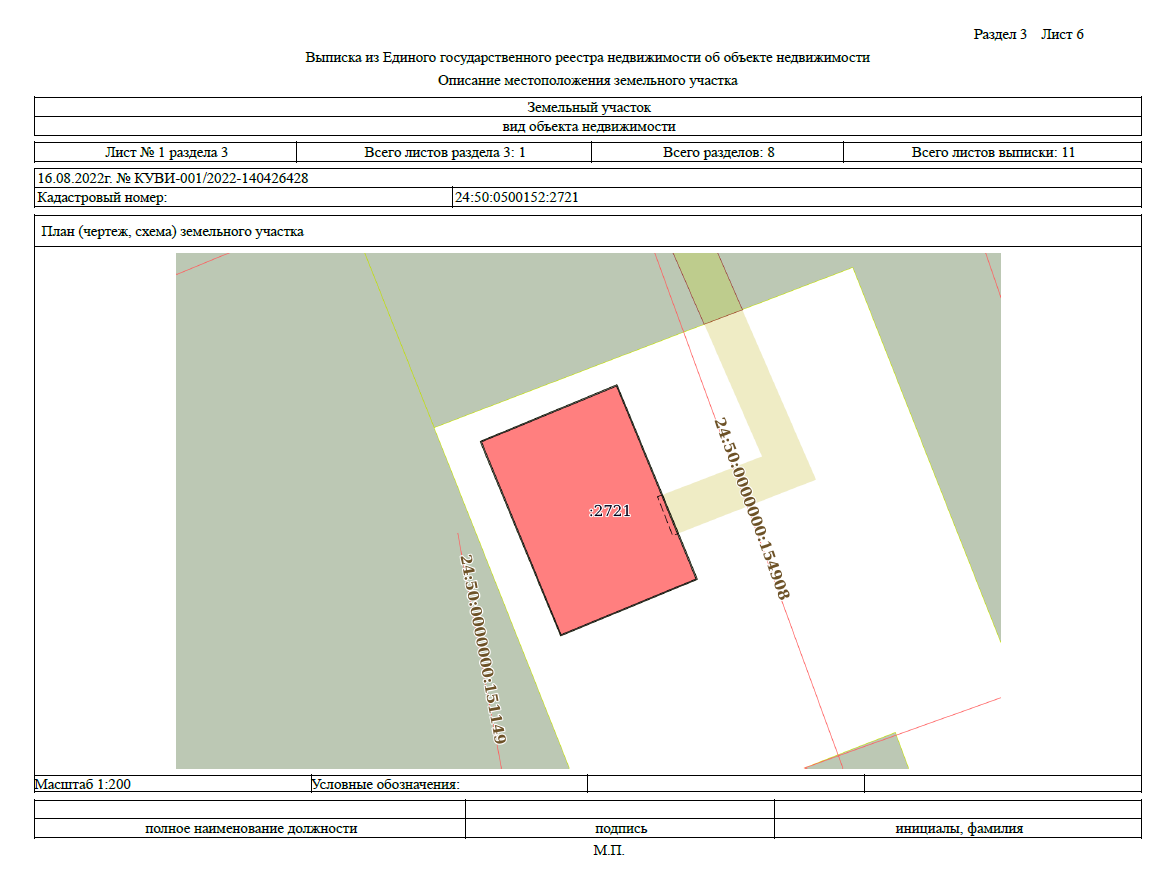 Раздел 3 Лист 6
Выписка из Единого государственного реестра недвижимости об объекте недвижимости
Описание местоположения земельного участка
Земельный участок
вид объекта недвижимости
Лист № 1 раздела 3 Всего листов раздела 3: 1 Всего разделов: 8 Всего листов выписки: 11
16.08.2022г. № КУВИ-001/2022-140426428
Кадастровый номер: 24:50:0500152:2721
План (чертеж, схема) земельного участка
:2721
24:50:0000000:154908
24:50:0000000:151149
Масштаб 1:200 Условные обозначения:
полное наименование должности подпись инициалы, фамилия
М.П.